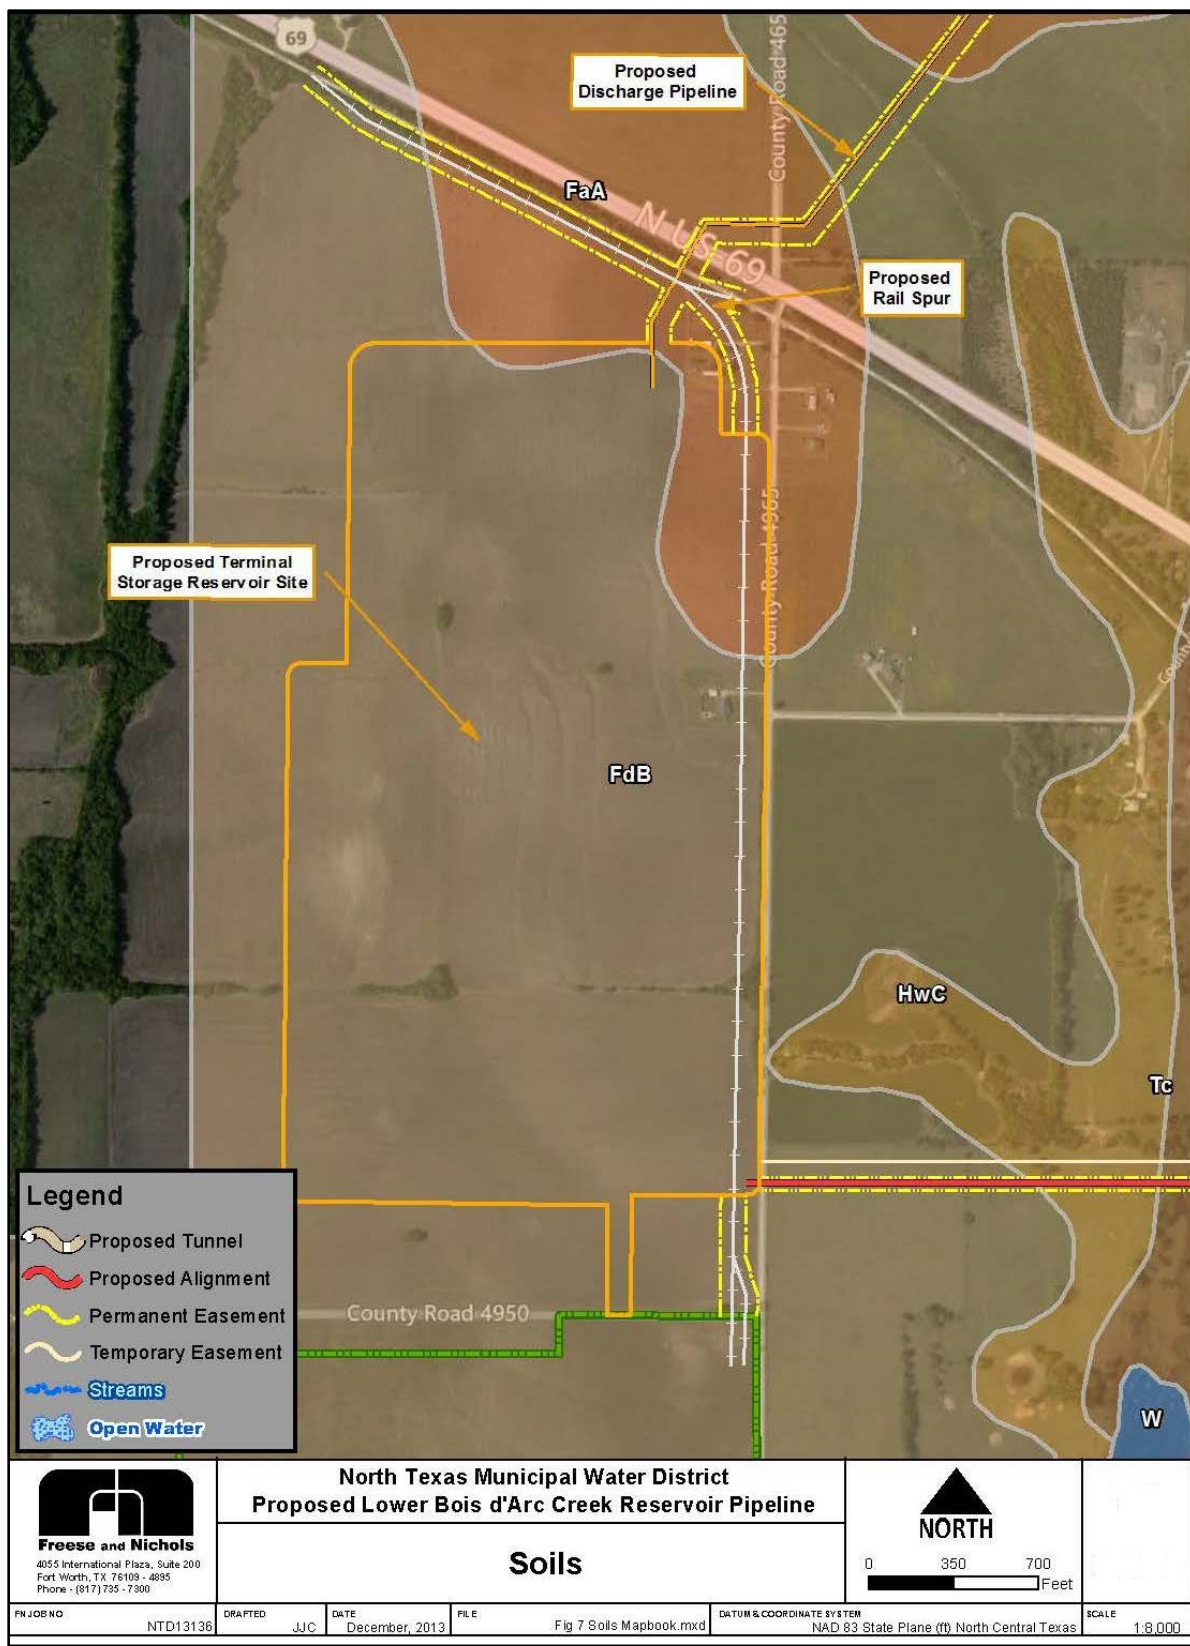 69
County Road 465
Proposed
Discharge Pipeline
FaA
N US-69
Proposed
Rail Spur
County Road 4965
Proposed Terminal
Storage Reservoir Site
FdB
County
HwC
Tc
County Road 4950
W
Legend
Proposed Tunnel
Proposed Alignment
Permanent Easement
Temporary Easement
Streams
Open Water
Freese and Nichols
4055 International Plaza, Suite 200
Fort Worth, TX 76109 - 4895
Phone - (817) 735 - 7300
North Texas Municipal Water District
Proposed Lower Bois d'Arc Creek Reservoir Pipeline
Soils
NORTH
0 350 700
Feet
FN JOB NO
NTD13136
DRAFTED
JJC
DATE
December, 2013
FILE
Fig 7 Soils Mapbook.mxd
DATUM & COORDINATE SYSTEM
NAD 83 State Plane (ft) North Central Texas
SCALE
1:8,000